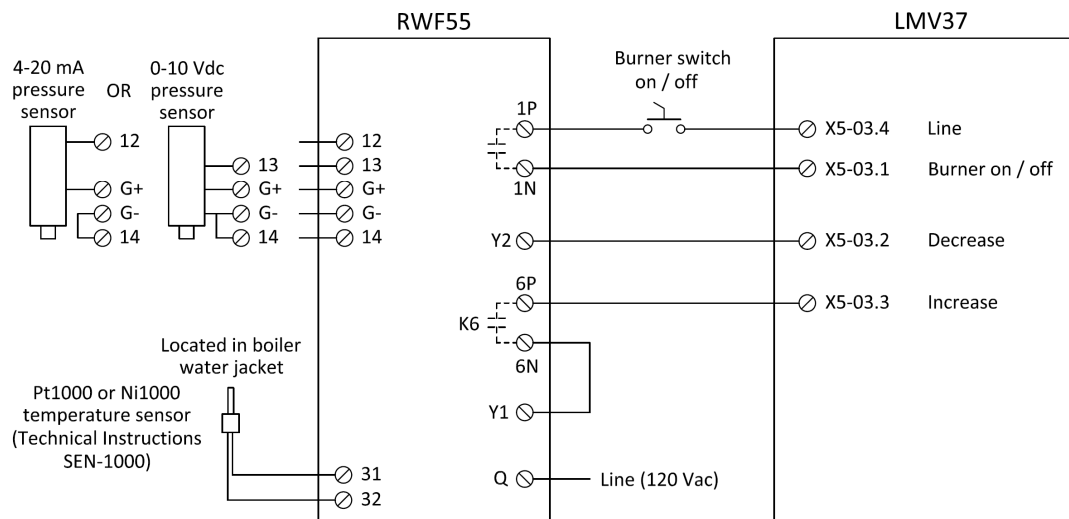 RWF55
LMV37
4-20 mA
pressure
sensor
OR
0-10 Vdc
pressure
sensor
12
13
G+
G-
14
G+
G-
14
12
13
G+
G-
14
Burner switch
on / off
1P
1N
Y2
6P
K6
6N
Y1
Q
Line (120 Vac)
X5-03.4 Line
X5-03.1 Burner on / off
X5-03.2 Decrease
X5-03.3 Increase
Located in boiler
water jacket
Pt1000 or Ni1000
temperature sensor
(Technical Instructions
SEN-1000)
31
32